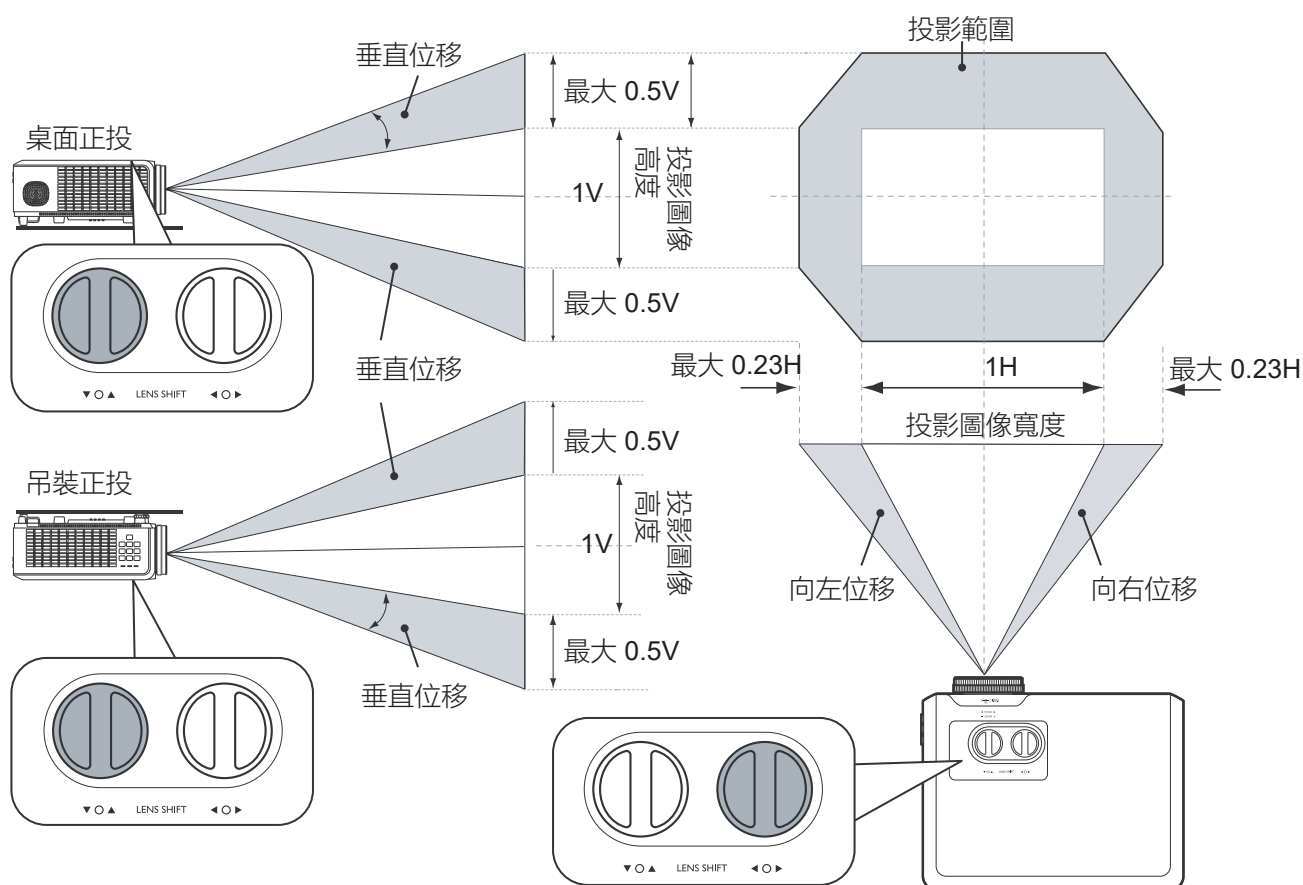 投影範圍
垂直位移
最大 0.5V
桌面正投
投影圖像
高度
1V
最大 0.5V
垂直位移
▼○▲ LENS SHIFT ◄○►
最大 0.23H
1H
最大 0.23H
投影圖像寬度
最大 0.5V
吊裝正投
投影圖像
高度
1V
向左位移
向右位移
最大 0.5V
垂直位移
▼○▲ LENS SHIFT ◄○►
▼○▲ LENS SHIFT ◄○►
▼○▲ LENS SHIFT ◄○►